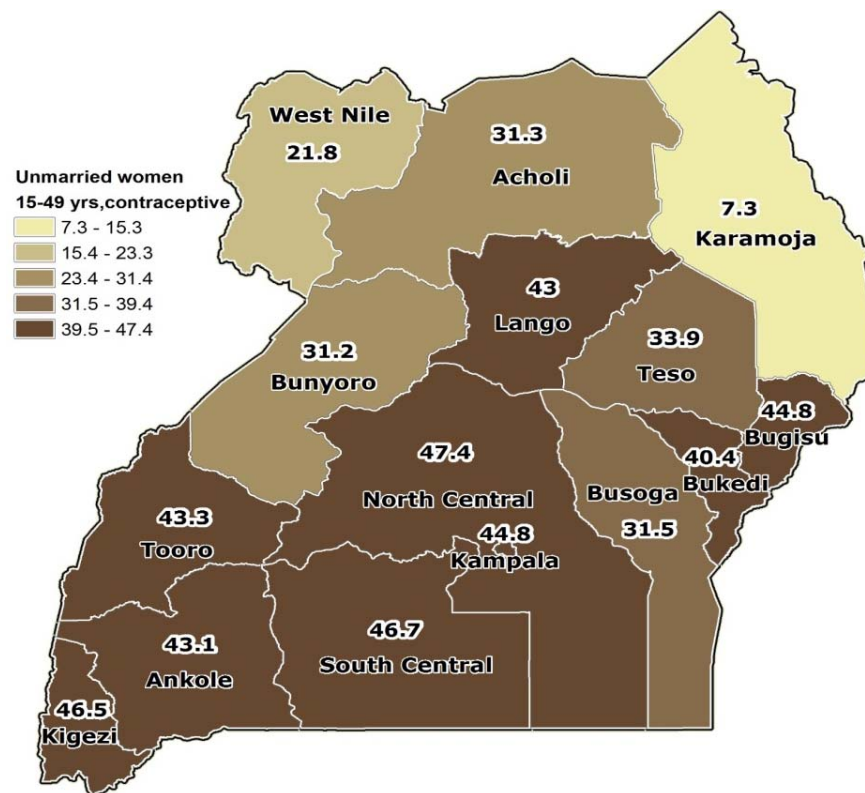 West Nile
21.8
31.3
Acholi
Unmarried women
15-49 yrs,contraceptive
7.3 - 15.3
15.4 - 23.3
23.4 - 31.4
31.5 - 39.4
39.5 - 47.4
7.3
Karamoja
43
Lango
33.9
Teso
31.2
Bunyoro
44.8
Bugisu
40.4
Bukedi
47.4
North Central
Busoga
31.5
43.3
Tooro
44.8
Kampala
43.1
Ankole
46.7
South Central
46.5
Kigezi